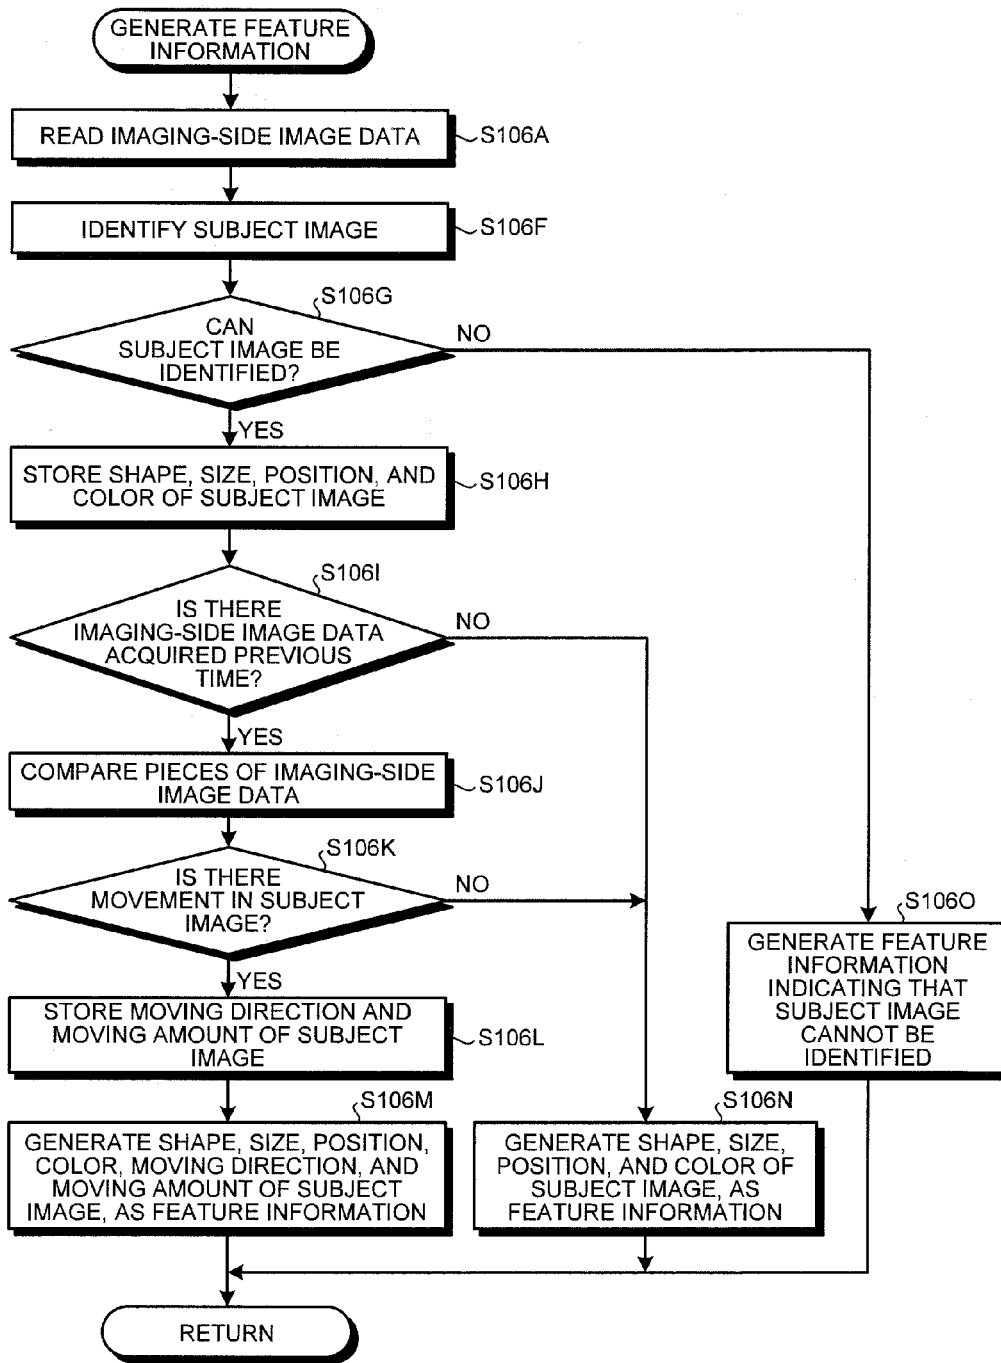 GENERATE FEATURE
INFORMATION
READ IMAGING-SIDE IMAGE DATA
S106A
IDENTIFY SUBJECT IMAGE
S106F
S106G
CAN
SUBJECT IMAGE BE
IDENTIFIED?
NO
YES
STORE SHAPE, SIZE, POSITION, AND
COLOR OF SUBJECT IMAGE
S106H
S106I
IS THERE
IMAGING-SIDE IMAGE DATA
ACQUIRED PREVIOUS
TIME?
NO
YES
COMPARE PIECES OF IMAGING-SIDE
IMAGE DATA
S106J
S106K
IS THERE
MOVEMENT IN SUBJECT
IMAGE?
NO
YES
STORE MOVING DIRECTION AND
MOVING AMOUNT OF SUBJECT
IMAGE
S106L
S106O
GENERATE FEATURE
INFORMATION
INDICATING THAT
SUBJECT IMAGE
CANNOT BE
IDENTIFIED
S106M
GENERATE SHAPE, SIZE, POSITION,
COLOR, MOVING DIRECTION, AND
MOVING AMOUNT OF SUBJECT
IMAGE, AS FEATURE INFORMATION
S106N
GENERATE SHAPE, SIZE,
POSITION, AND COLOR OF
SUBJECT IMAGE, AS
FEATURE INFORMATION
RETURN